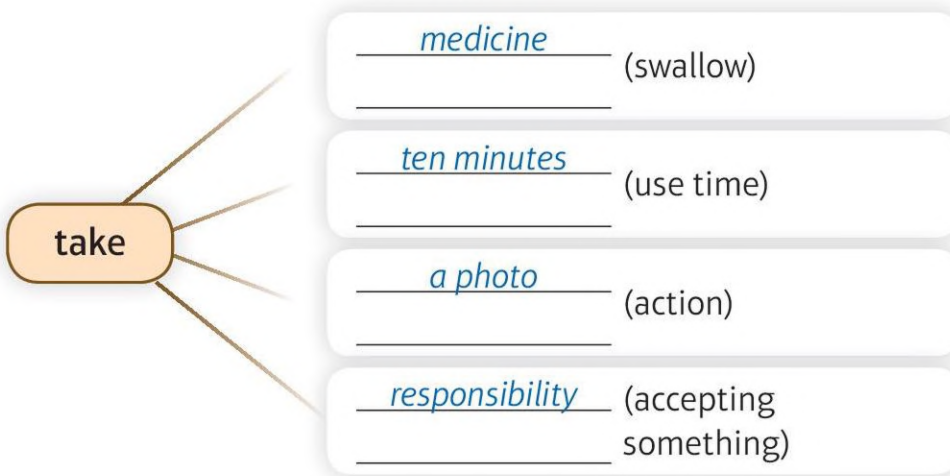 medicine
(swallow)
ten minutes
(use time)
take
a photo
(action)
responsibility
(accepting
something)